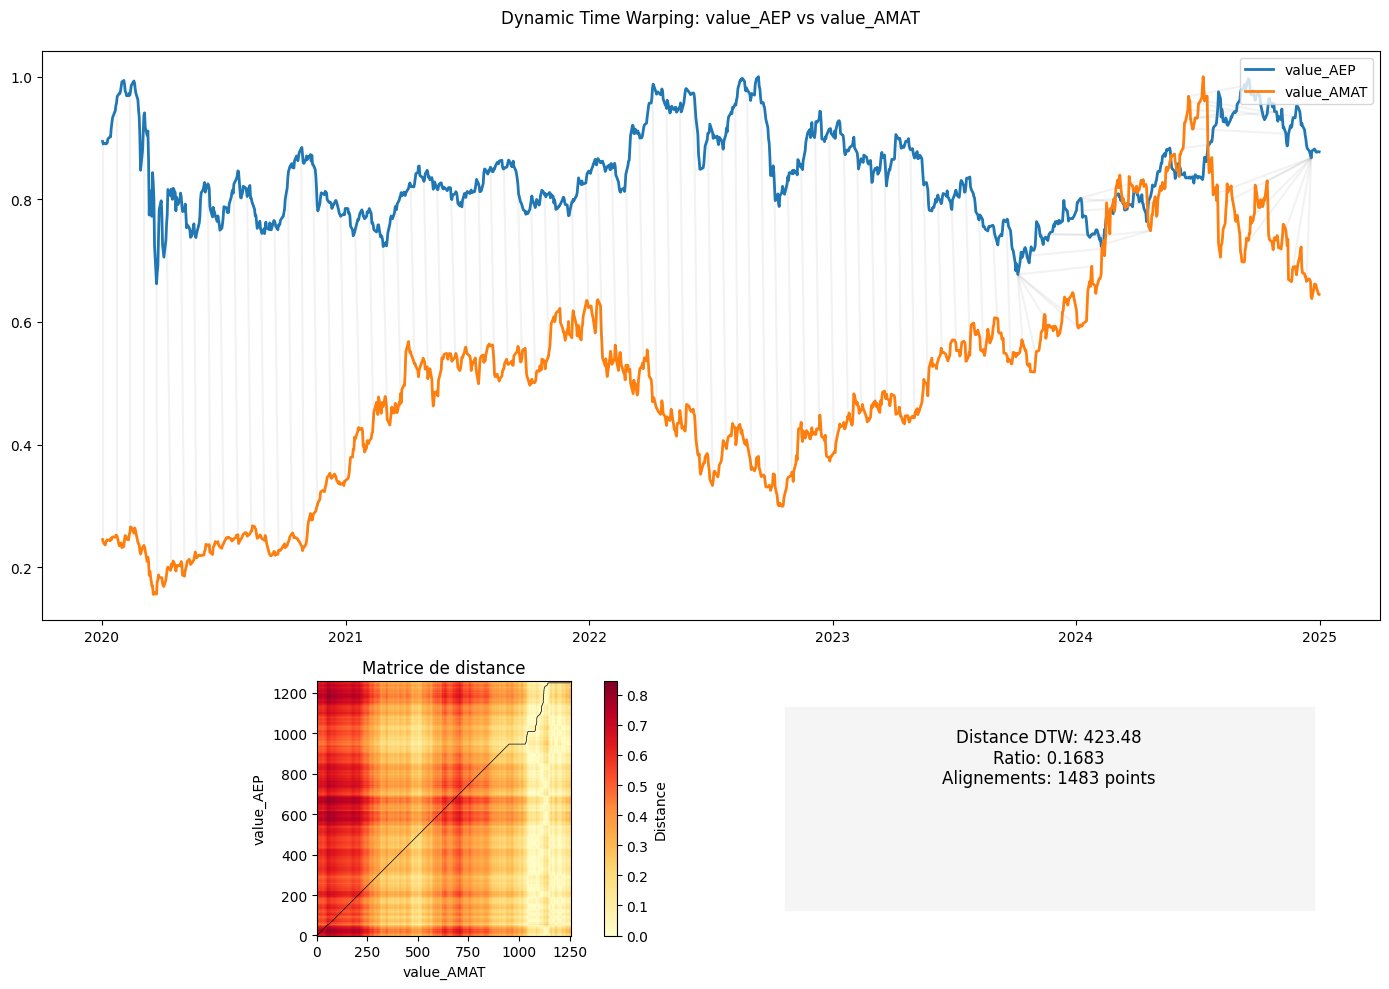 Dynamic Time Warping: value_AEP vs value_AMAT
value_AEP
value_AMAT
1.0
0.8
0.6
0.4
0.2
2020 2021 2022 2023 2024 2025
Matrice de distance
value_AEP
1200
1000
800
600
400
200
0
0 250 500 750 1000 1250
value_AMAT
0.8
0.7
0.6
0.5
0.4
0.3
0.2
0.1
0.0
Distance
Distance DTW: 423.48
Ratio: 0.1683
Alignements: 1483 points